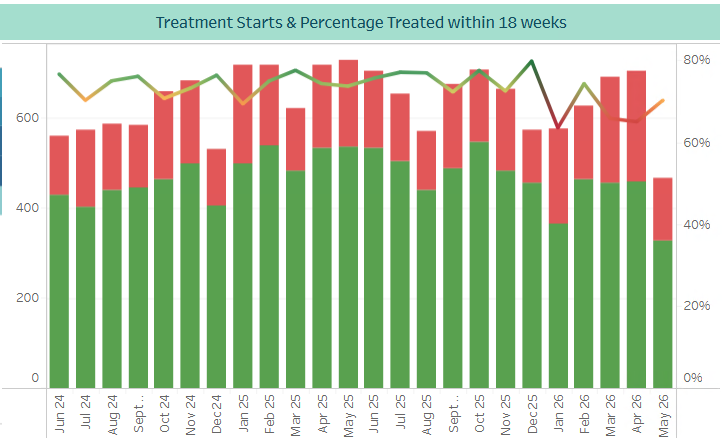 Treatment Starts & Percentage Treated within 18 weeks
80%
600
60%
400
40%
200
20%
0
0%
Jun 24
Jul 24
Aug 24
Sept ..
Oct 24
Nov 24
Dec24
Jan 25
Feb 25
Mar 25
Apr 25
May 25
Jun 25
Jul 25
Aug 25
Sept ..
Oct 25
Nov 25
Dec 25
Jan 26
Feb 26
Mar 26
Apr 26
May 26